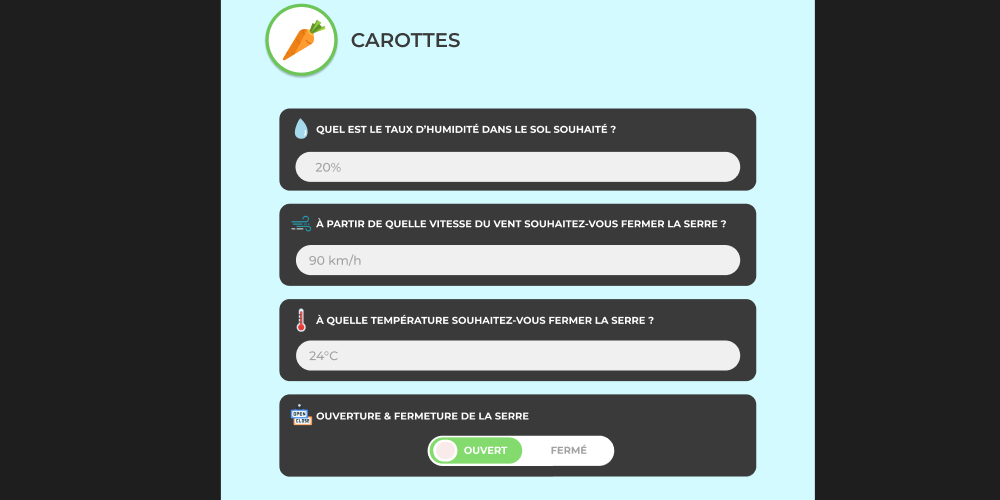 CAROTTES
QUEL EST LE TAUX D'HUMIDITÉ DANS LE SOL SOUHAITÉ ?
20%
À PARTIR DE QUELLE VITESSE DU VENT SOUHAITEZ-VOUS FERMER LA SERRE ?
90 km/h
À QUELLE TEMPÉRATURE SOUHAITEZ-VOUS FERMER LA SERRE ?
24°C
OPEN
CLOSE
OUVERTURE & FERMETURE DE LA SERRE
OUVERT FERMÉ